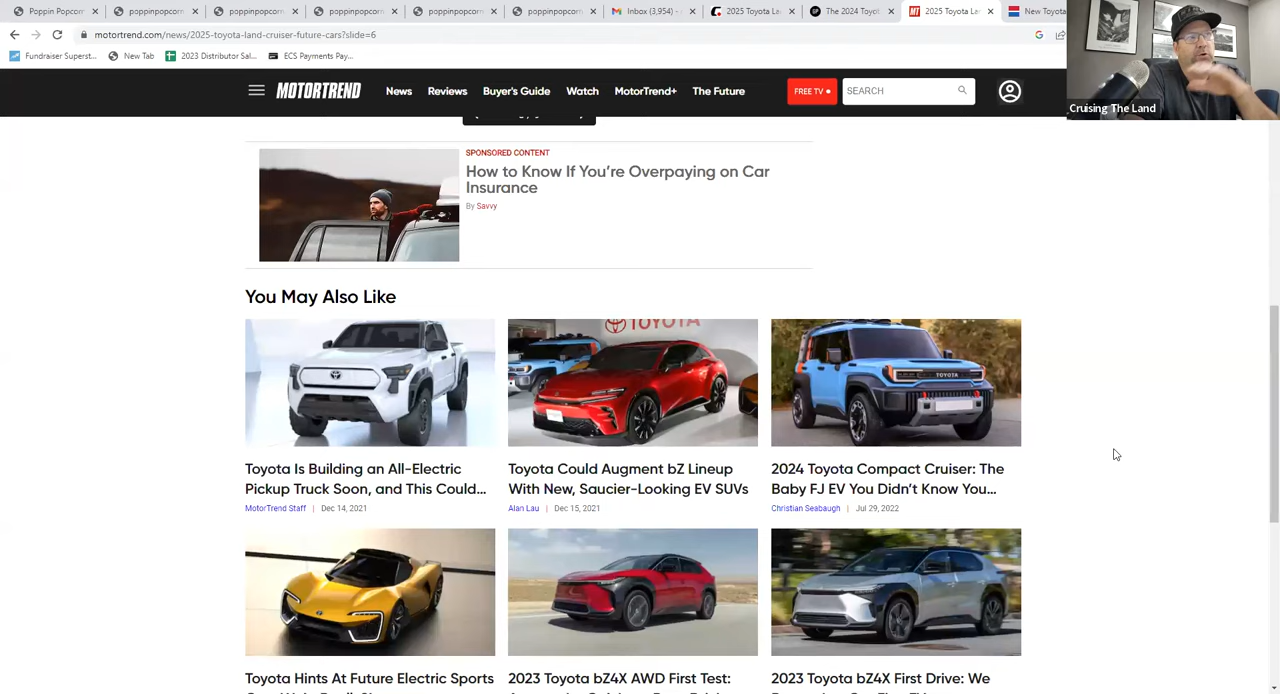 Poppin Popcorn
poppinpopcorn
poppinpopcorn
poppinpopcorn
poppinpopcorn
poppinpopcorn
Inbox (3,954) -
2025 Toyota La
The 2024 Toyot
2025 Toyota La
New Toyota
motortrend.com/news/2025-toyota-land-cruiser-future-cars?slide=6
Fundraiser Superst...
New Tab
2023 Distributor Sal...
ECS Payments Pay...
MOTORTREND
News
Reviews
Buyer's Guide
Watch
MotorTrend+
The Future
FREE TV
SEARCH
Cruising The Land
SPONSORED CONTENT
How to Know If You're Overpaying on Car
Insurance
By Savvy
You May Also Like
TOYOTA
TOYOTA
Toyota Is Building an All-Electric
Pickup Truck Soon, and This Could...
MotorTrend Staff | Dec 14, 2021
Toyota Could Augment bZ Lineup
With New, Saucier-Looking EV SUVs
Alan Lau | Dec 15, 2021
2024 Toyota Compact Cruiser: The
Baby FJ EV You Didn't Know You...
Christian Seabaugh | Jul 29, 2022
Toyota Hints At Future Electric Sports
2023 Toyota bZ4X AWD First Test:
2023 Toyota bZ4X First Drive: We